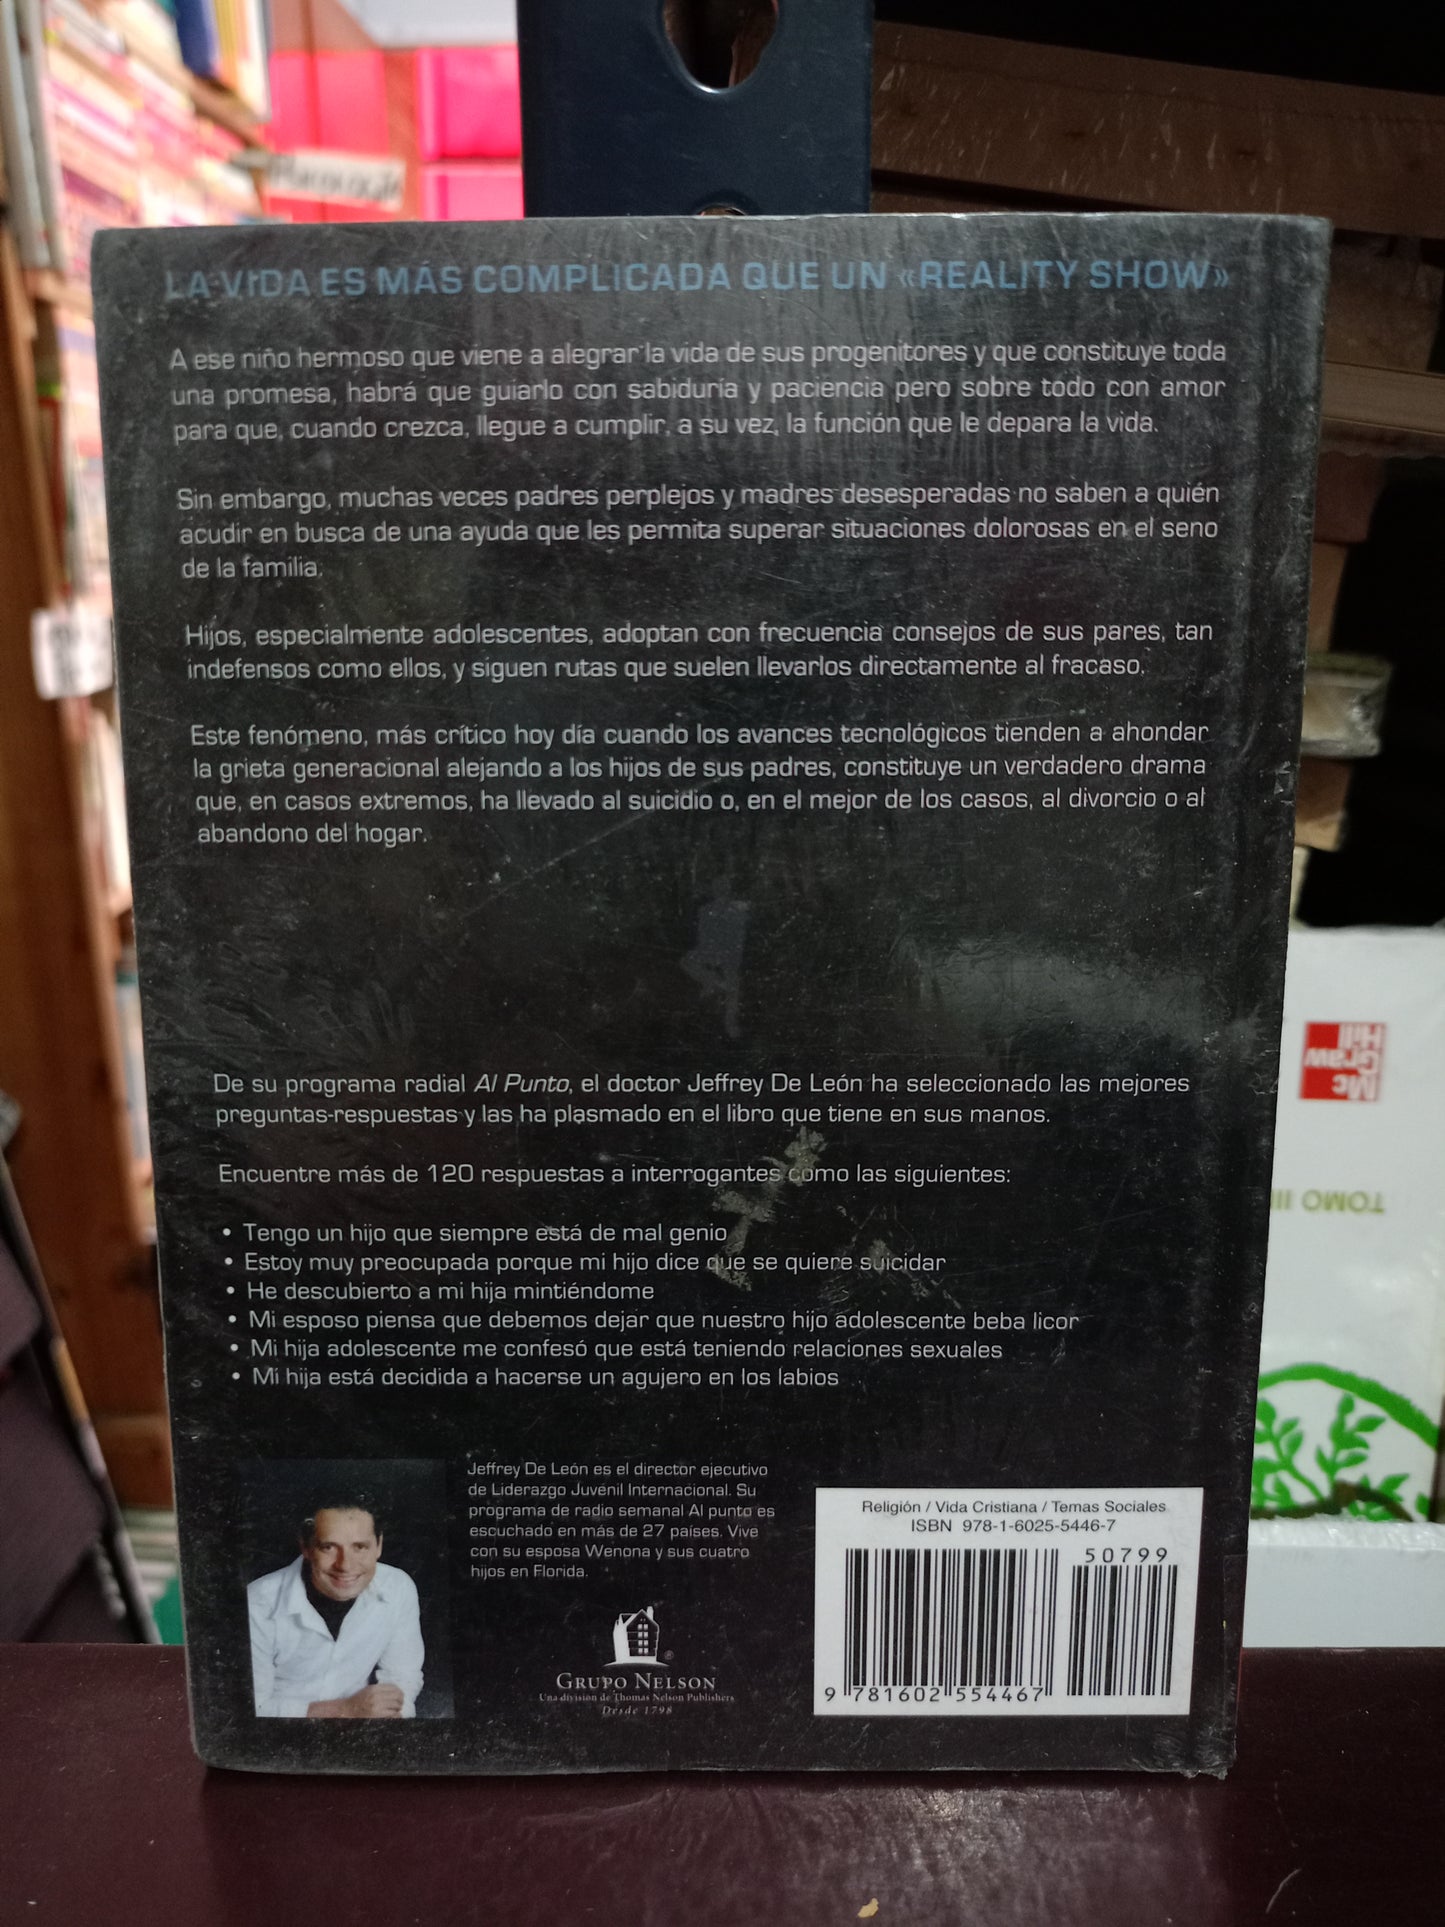 LA VIDA ES MÁS COMPLICADA QUE UN «REALITY SHOW»
A ese niño hermoso que viene a alegrar la vida de sus progenitores y que constituye toda
una promesa, habrá que guiarlo con sabiduría y paciencia pero sobre todo con amor
para que, cuando crezca, llegue a cumplir, a su vez, la función que le depara la vida.
Sin embargo, muchas veces padres perplejos y madres desesperadas no saben a quién
acudir en busca de una ayuda que les permita superar situaciones dolorosas en el seno
de la familia.
Hijos, especialmente adolescentes, adoptan con frecuencia consejos de sus pares, tan
indefensos como ellos, y siguen rutas que suelen llevarlos directamente al fracaso.
Este fenómeno, más crítico hoy día cuando los avances tecnológicos tienden a ahondar
la grieta generacional alejando a los hijos de sus padres, constituye un verdadero drama
que, en casos extremos, ha llevado al suicidio o, en el mejor de los casos, al divorcio o al
abandono del hogar.
De su programa radial Al Punto, el doctor Jeffrey De León ha seleccionado las mejores
preguntas-respuestas y las ha plasmado en el libro que tiene en sus manos.
Encuentre más de 120 respuestas a interrogantes como las siguientes:
• Tengo un hijo que siempre está de mal genio
• Estoy muy preocupada porque mi hijo dice que se quiere suicidar
• He descubierto a mi hija mintiéndome
• Mi esposo piensa que debemos dejar que nuestro hijo adolescente beba licor
• Mi hija adolescente me confesó que está teniendo relaciones sexuales
• Mi hija está decidida a hacerse un agujero en los labios
Jeffrey De León es el director ejecutivo
de Liderazgo Juvenil Internacional. Su
programa de radio semanal Al punto es
escuchado en más de 27 países. Vive
con su esposa Wenona y sus cuatro
hijos en Florida.
GRUPO NELSON
Una división de Thomas Nelson Publishers
Desde 1798
Religión / Vida Cristiana / Temas Sociales
ISBN 978-1-6025-5446-7
50799
9 781602 554467
Mc
Graw
Hill
TOMO III